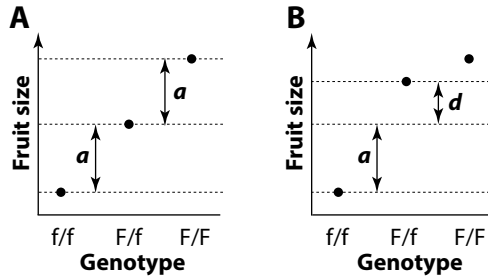 A
Fruit size
a
a
f/f F/f F/F
Genotype
B
Fruit size
d
a
f/f F/f F/F
Genotype